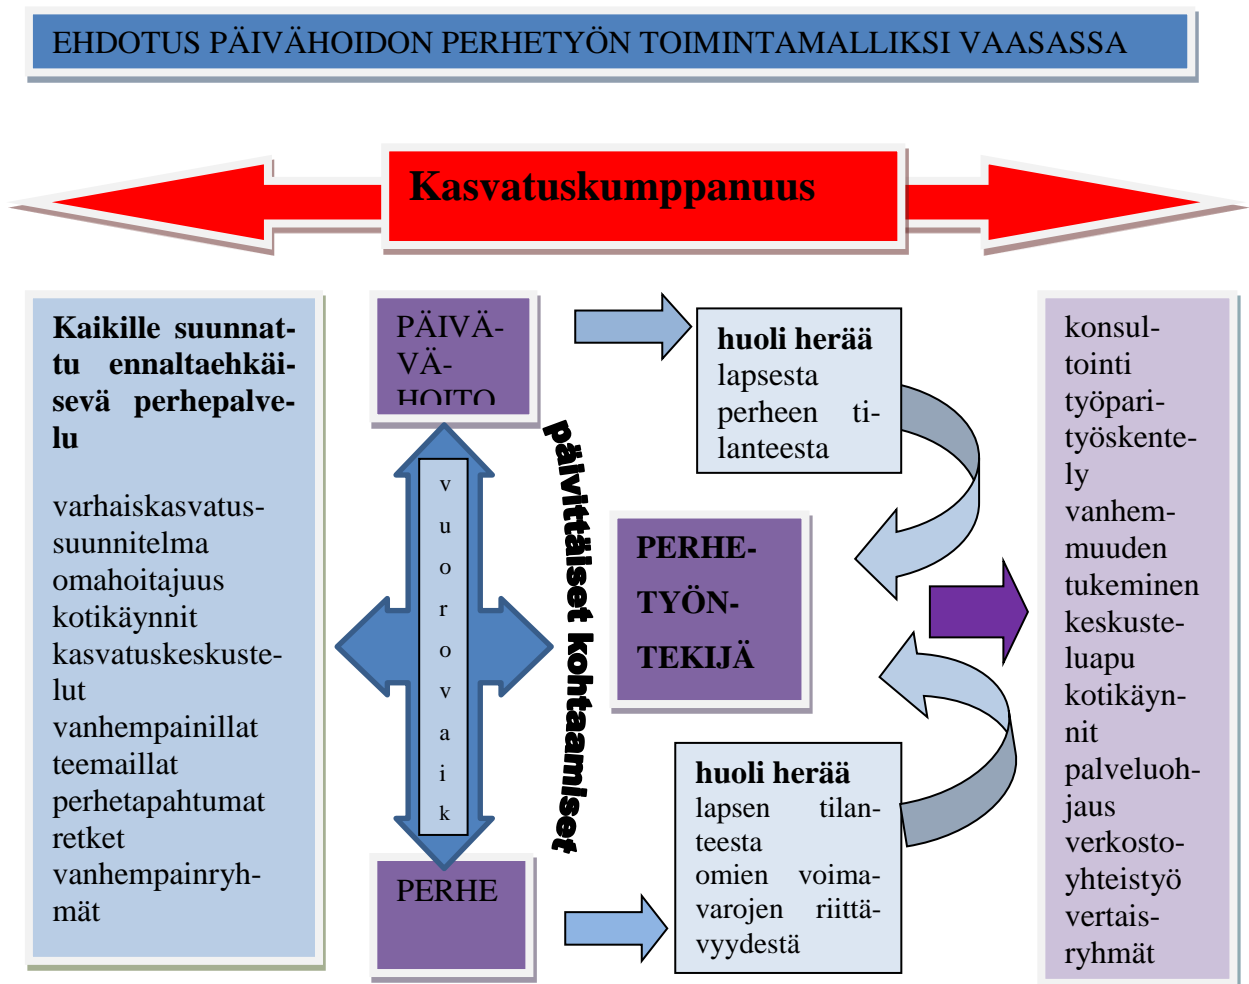 EHDOTUS PÄIVÄHOIDON PERHETYÖN TOIMINTAMALLIKSI VAASASSA
Kasvatuskumppanuus
Kaikille suunnat-
tu ennaltaehkäi-
sevä perhepalve-
lu
varhaiskasvatus-
suunnitelma
omahoitajuus
kotikäynnit
kasvatuskeskuste-
lut
vanhempainillat
teemaillat
perhetapahtumat
retket
vanhempainryh-
mät
PÄIVÄ-
VÄ-
HOITO
v
u
o
r
o
v
a
i
k
PERHE
päivittäiset kohtaamiset
huoli herää
lapsesta
perheen ti-
lanteesta
PERHE-
TYÖN-
TEKIJÄ
huoli herää
lapsen tilan-
teesta
omien voima-
varojen riittä-
vyydestä
konsul-
tointi
työpari-
työskente-
ly
vanhem-
muuden
tukeminen
keskuste-
luapu
kotikäyn-
nit
palveluoh-
jaus
verkosto-
yhteistyö
vertais-
ryhmät